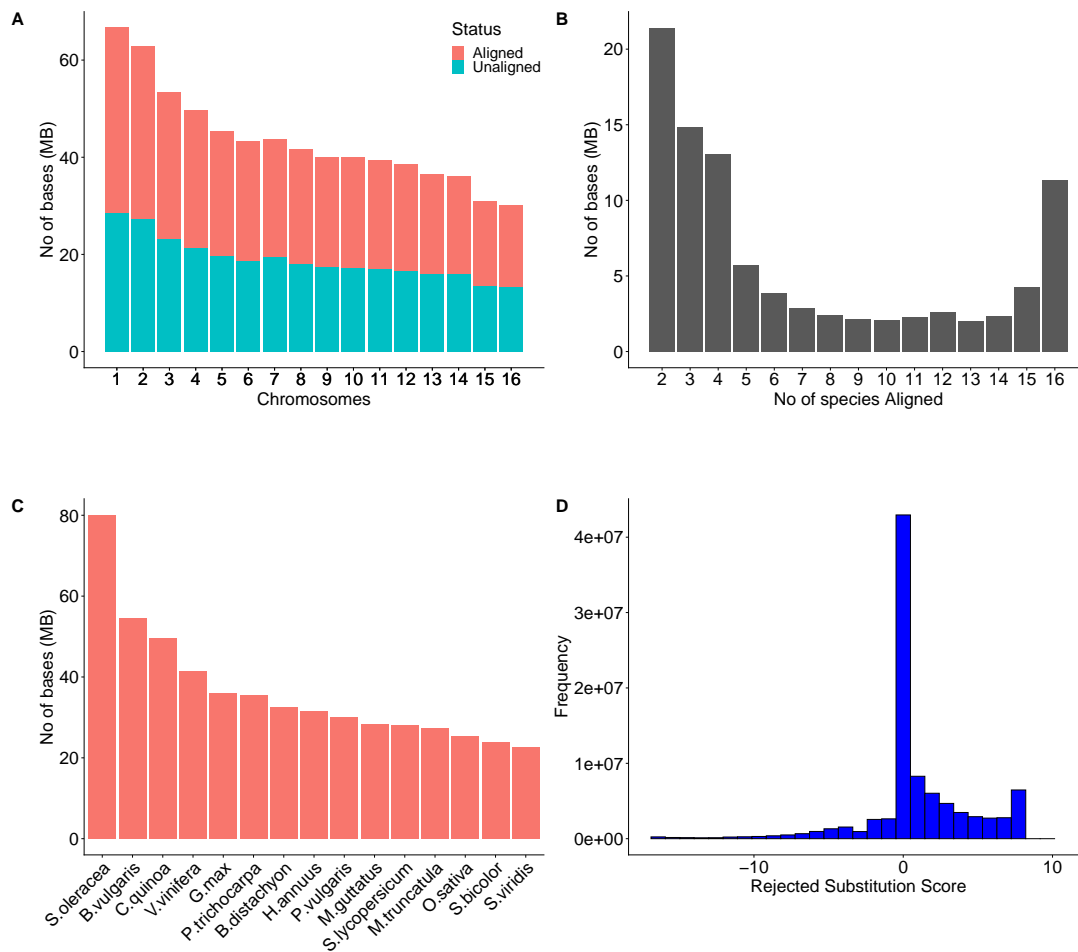 A
No of bases (MB)
60
40
20
0
Status
Aligned
Unaligned
1 2 3 4 5 6 7 8 9 10 11 12 13 14 15 16
Chromosomes
B
No of bases (MB)
20
15
10
5
0
2 3 4 5 6 7 8 9 10 11 12 13 14 15 16
No of species Aligned
C
No of bases (MB)
80
60
40
20
0
S.oleracea
B.vulgaris
C.quinoa
V.vinifera
G.max
P.trichocarpa
B.distachyon
H.annuus
P.vulgaris
M.guttatus
S.lycopersicum
M.truncatula
O.sativa
S.bicolor
S.viridis
D
Frequency
4e+07
3e+07
2e+07
1e+07
0e+00
−10 0 10
Rejected Substitution Score